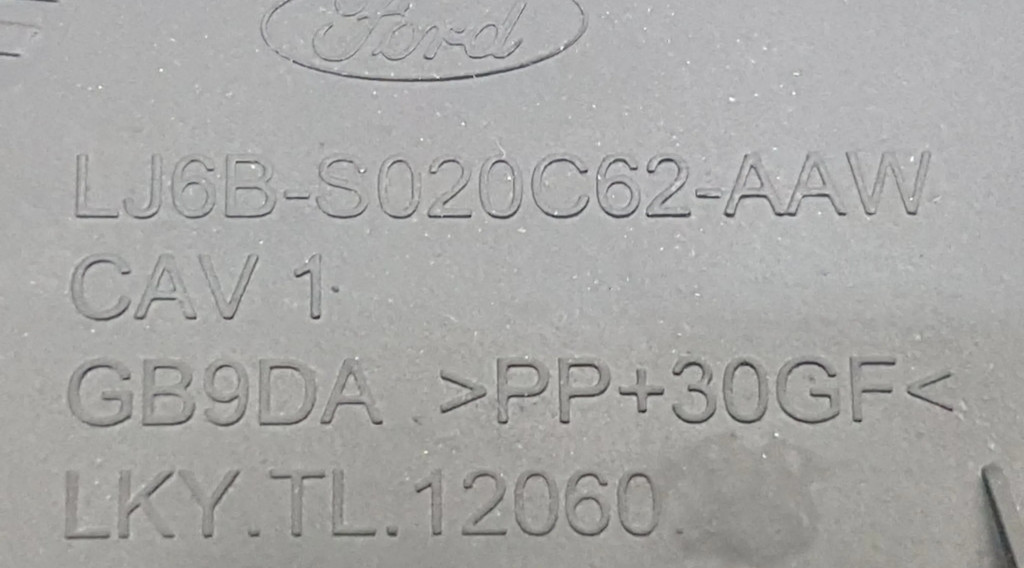 Ford
LJ6B-S020C62-AAW
CAV 1
GB9DA >PP+30GF<
LKY.TL.12060